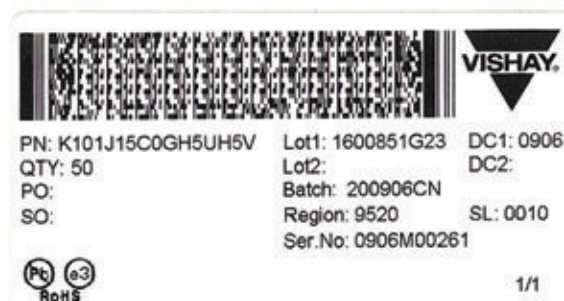 VISHAY.
PN: K101J15C0GH5UH5V Lot1: 1600851G23 DC1: 0906
QTY: 50 Lot2: DC2:
PO: Batch: 200906CN
SO: Region: 9520 SL: 0010
Ser.No: 0906M00261
Pb e3
RoHS
1/1